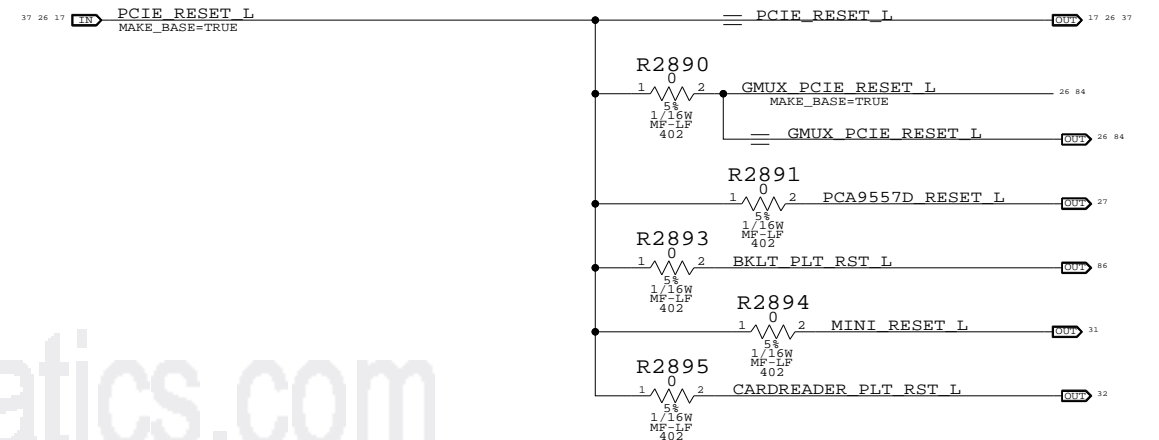 37 26 17 IN PCIE_RESET_L
MAKE_BASE=TRUE
PCIE_RESET_L OUT 17 26 37
R2890
0
1 2 GMUX_PCIE_RESET_L 26 84
MAKE_BASE=TRUE
5%
1/16W
MF-LF
402
GMUX_PCIE_RESET_L OUT 26 84
R2891
0
1 2 PCA9557D_RESET_L OUT 27
5%
1/16W
MF-LF
402
R2893
0
1 2 BKLT_PLT_RST_L OUT 86
5%
1/16W
MF-LF
402
R2894
0
1 2 MINI_RESET_L OUT 31
5%
1/16W
MF-LF
402
R2895
0
1 2 CARDREADER_PLT_RST_L OUT 32
5%
1/16W
MF-LF
402
atics.com